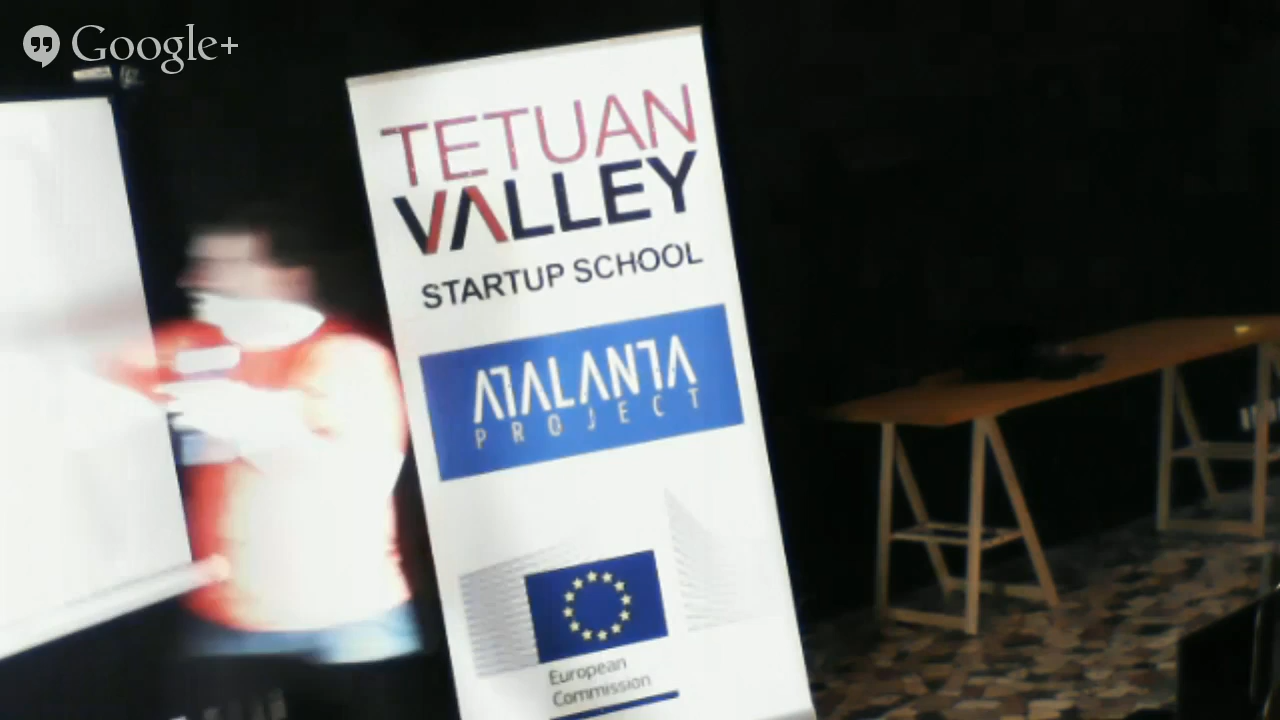 Google+
TETUAN
VALLEY
STARTUP SCHOOL
ATALANTA
PROJECT
European
Commission